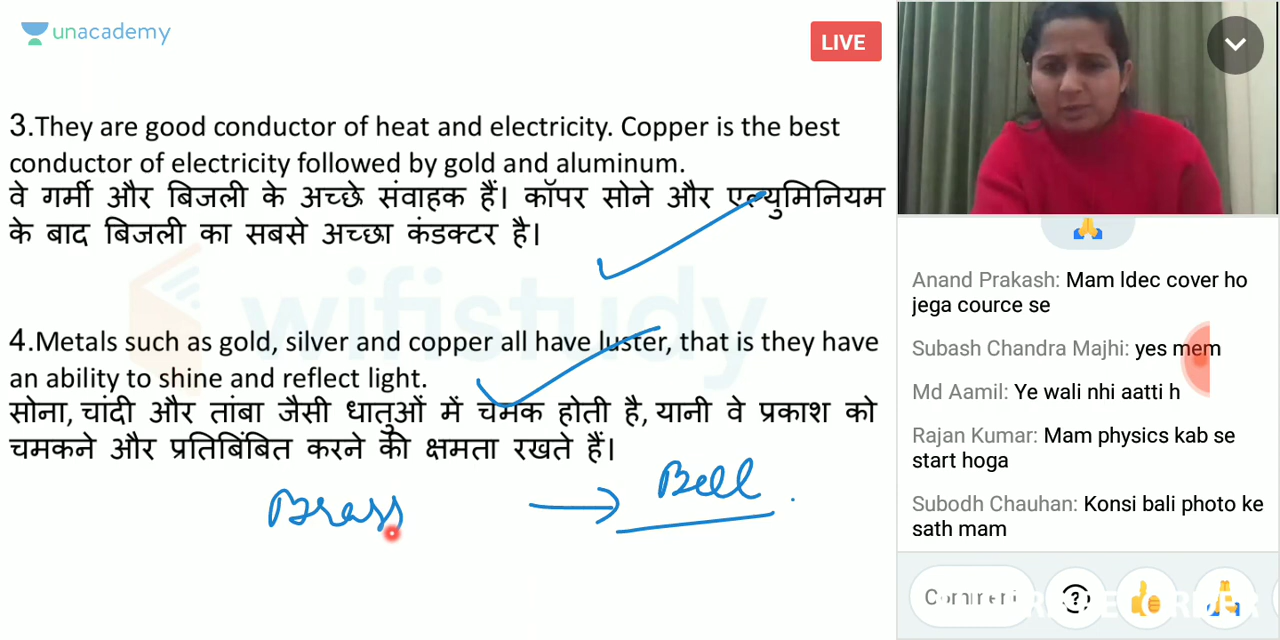 unacademy
LIVE
3.They are good conductor of heat and electricity. Copper is the best
conductor of electricity followed by gold and aluminum.
वे गर्मी और बिजली के अच्छे संवाहक हैं। कॉपर सोने और एल्युमिनियम
के बाद बिजली का सबसे अच्छा कंडक्टर है।
wifistudy
4.Metals such as gold, silver and copper all have luster, that is they have
an ability to shine and reflect light.
सोना, चांदी और तांबा जैसी धातुओं में चमक होती है, यानी वे प्रकाश को
चमकने और प्रतिबिंबित करने की क्षमता रखते हैं।
Brass → Bell
Anand Prakash: Mam ldec cover ho
jega cource se
Subash Chandra Majhi: yes mem
Md Aamil: Ye wali nhi aatti h
Rajan Kumar: Mam physics kab se
start hoga
Subodh Chauhan: Konsi bali photo ke
sath mam